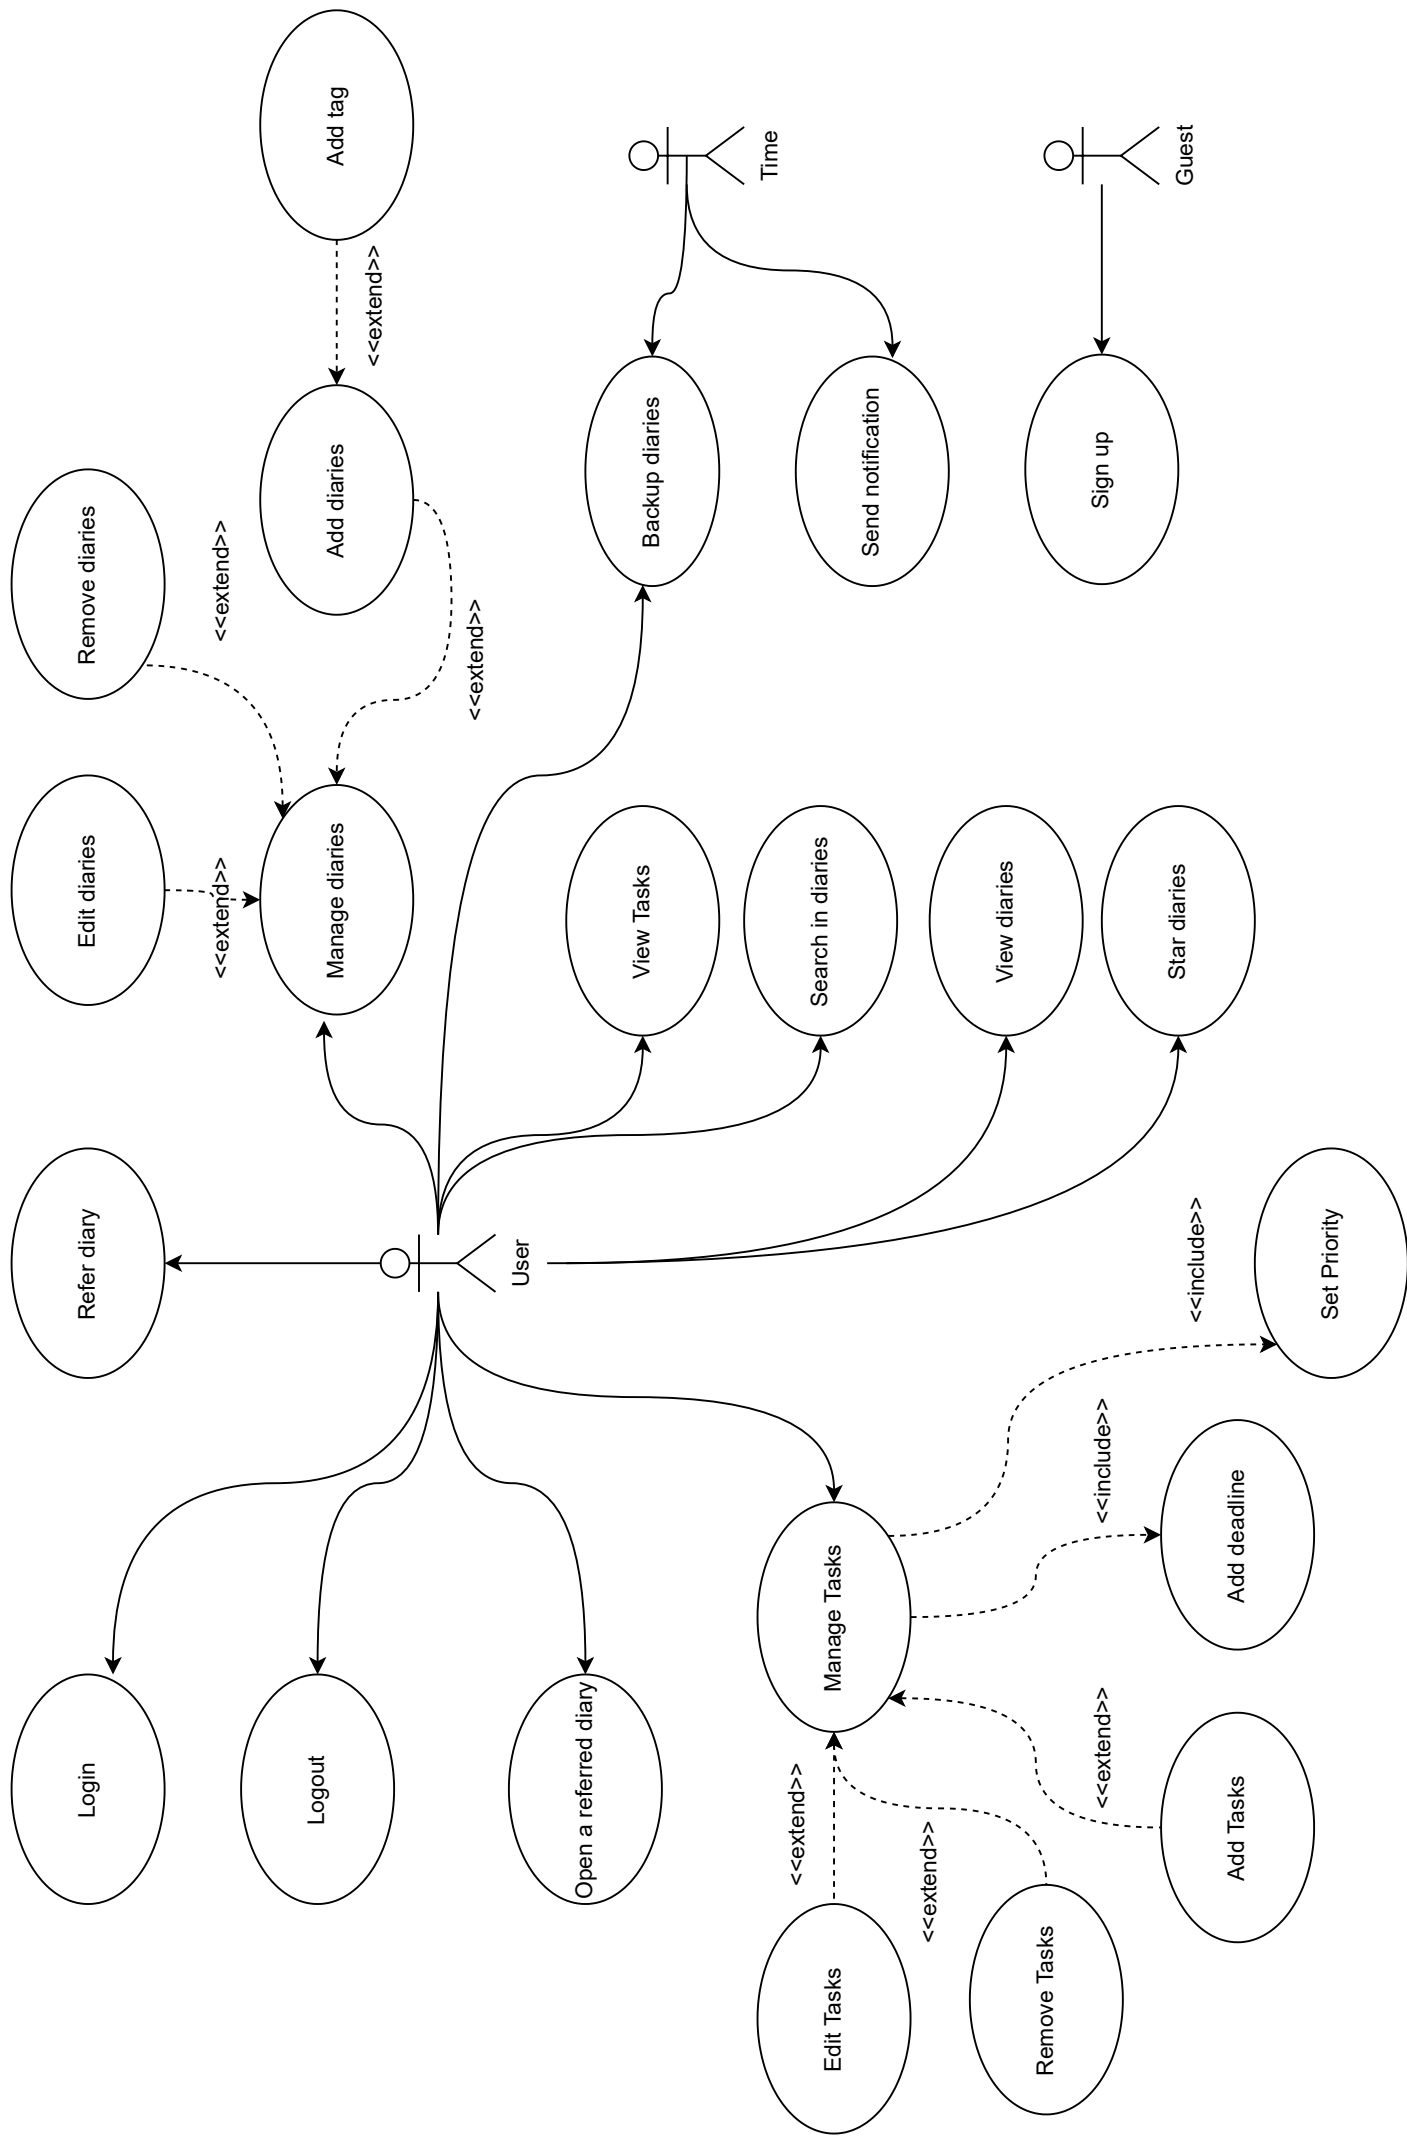 Login
Refer diary
Edit diaries
Remove diaries
<<extend>>
<<extend>>
Logout
Manage diaries
Add diaries
Add tag
<<extend>>
<<extend>>
User
Open a referred diary
View Tasks
Backup diaries
Time
Edit Tasks
<<extend>>
Manage Tasks
Search in diaries
Send notification
<<extend>>
View diaries
Remove Tasks
<<extend>>
<<include>>
Sign up
Guest
Star diaries
<<include>>
Add Tasks
Add deadline
Set Priority